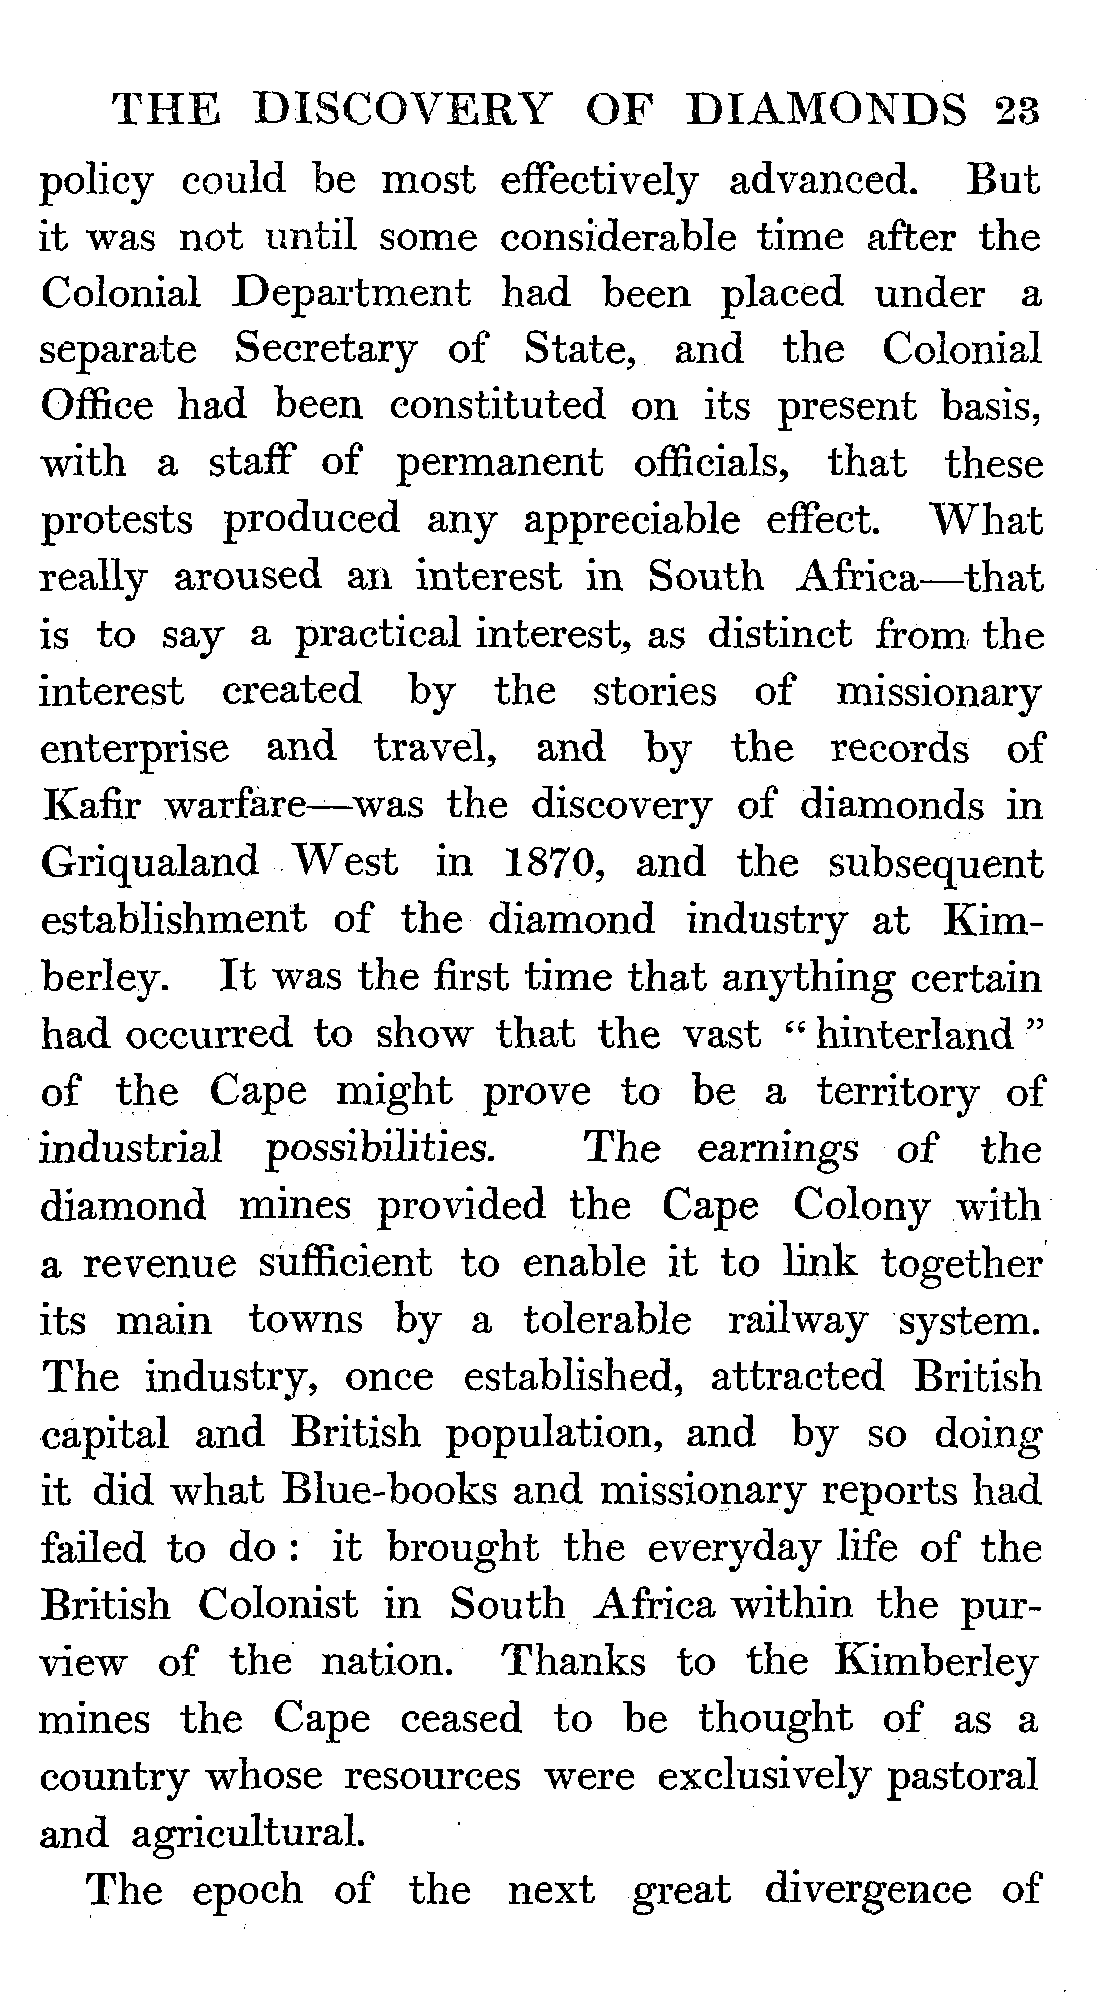 THE DISCOVERY OF DIAMONDS 23
policy could be most effectively advanced. But
it was not until some considerable time after the
Colonial Department had been placed under a
separate Secretary of State, and the Colonial
Office had been constituted on its present basis,
with a staff of permanent officials, that these
protests produced any appreciable effect. What
really aroused an interest in South Africa—that
is to say a practical interest, as distinct from the
interest created by the stories of missionary
enterprise and travel, and by the records of
Kafir warfare—was the discovery of diamonds in
Griqualand West in 1870, and the subsequent
establishment of the diamond industry at Kim-
berley. It was the first time that anything certain
had occurred to show that the vast “hinterland”
of the Cape might prove to be a territory of
industrial possibilities. The earnings of the
diamond mines provided the Cape Colony with
a revenue sufficient to enable it to link together
its main towns by a tolerable railway system.
The industry, once established, attracted British
capital and British population, and by so doing
it did what Blue-books and missionary reports had
failed to do : it brought the everyday life of the
British Colonist in South Africa within the pur-
view of the nation. Thanks to the Kimberley
mines the Cape ceased to be thought of as a
country whose resources were exclusively pastoral
and agricultural.
The epoch of the next great divergence of